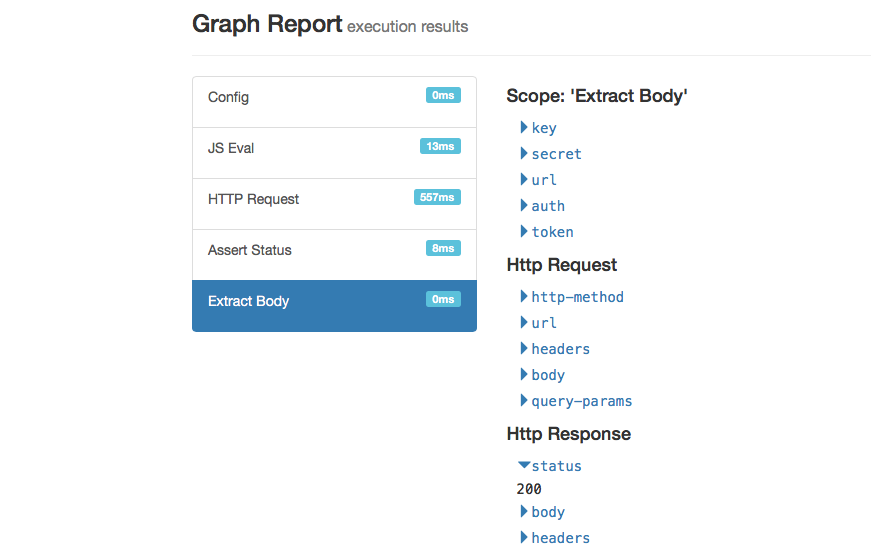 Graph Report execution results
Config 0ms
JS Eval 13ms
HTTP Request 557ms
Assert Status 8ms
Extract Body 0ms
Scope: 'Extract Body'
key
secret
url
auth
token
Http Request
http-method
url
headers
body
query-params
Http Response
status
200
body
headers